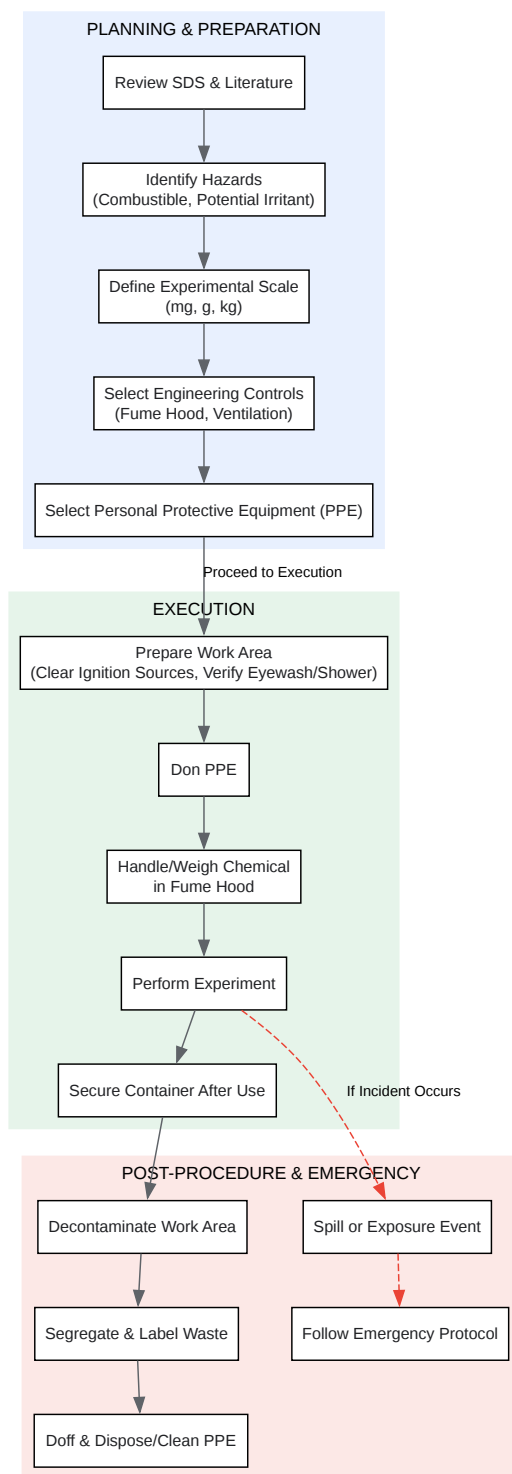 PLANNING & PREPARATION
Review SDS & Literature
Identify Hazards
(Combustible, Potential Irritant)
Define Experimental Scale
(mg, g, kg)
Select Engineering Controls
(Fume Hood, Ventilation)
Select Personal Protective Equipment (PPE)
Proceed to Execution
EXECUTION
Prepare Work Area
(Clear Ignition Sources, Verify Eyewash/Shower)
Don PPE
Handle/Weigh Chemical
in Fume Hood
Perform Experiment
Secure Container After Use
If Incident Occurs
POST-PROCEDURE & EMERGENCY
Decontaminate Work Area
Spill or Exposure Event
Segregate & Label Waste
Follow Emergency Protocol
Doff & Dispose/Clean PPE